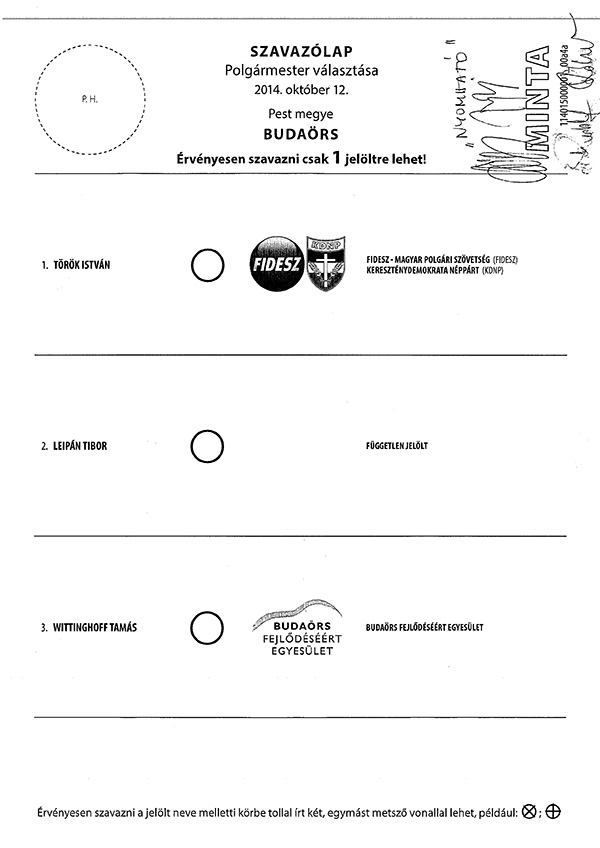 SZAVAZÓLAP
Polgármester választása
2014. október 12.
Pest megye
BUDAÖRS
Érvényesen szavazni csak 1 jelöltre lehet!
P. H.
"NYOMHATÓ"
MINTA
1. TÖRÖK ISTVÁN
FIDESZ
KDNP
FIDESZ - MAGYAR POLGÁRI SZÖVETSÉG (FIDESZ)
KERESZTÉNYDEMOKRATA NÉPPÁRT (KDNP)
2. LEIPÁN TIBOR
FÜGGETLEN JELÖLT
3. WITTINGHOFF TAMÁS
BUDAÖRS
FEJLŐDÉSÉÉRT
EGYESÜLET
BUDAÖRS FEJLŐDÉSÉÉRT EGYESÜLET
Érvényesen szavazni a jelölt neve melletti körbe tollal írt két, egymást metsző vonallal lehet, például: ⊗ ; ⊕